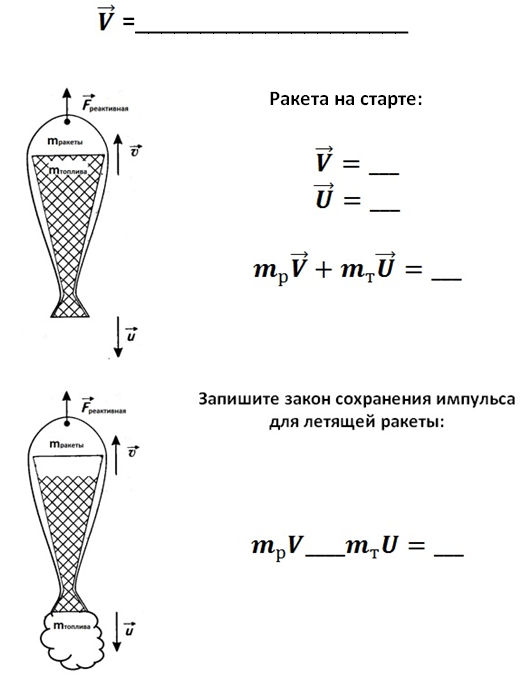 V⃗ =_________________________
F⃗реактивная
mракеты
v⃗
mтоплива
u⃗
Ракета на старте:
V⃗ = __
U⃗ = __
mрV⃗ + mтU⃗ = __
F⃗реактивная
mракеты
v⃗
mтоплива
u⃗
Запишите закон сохранения импульса
для летящей ракеты:
mрV___mтU = __